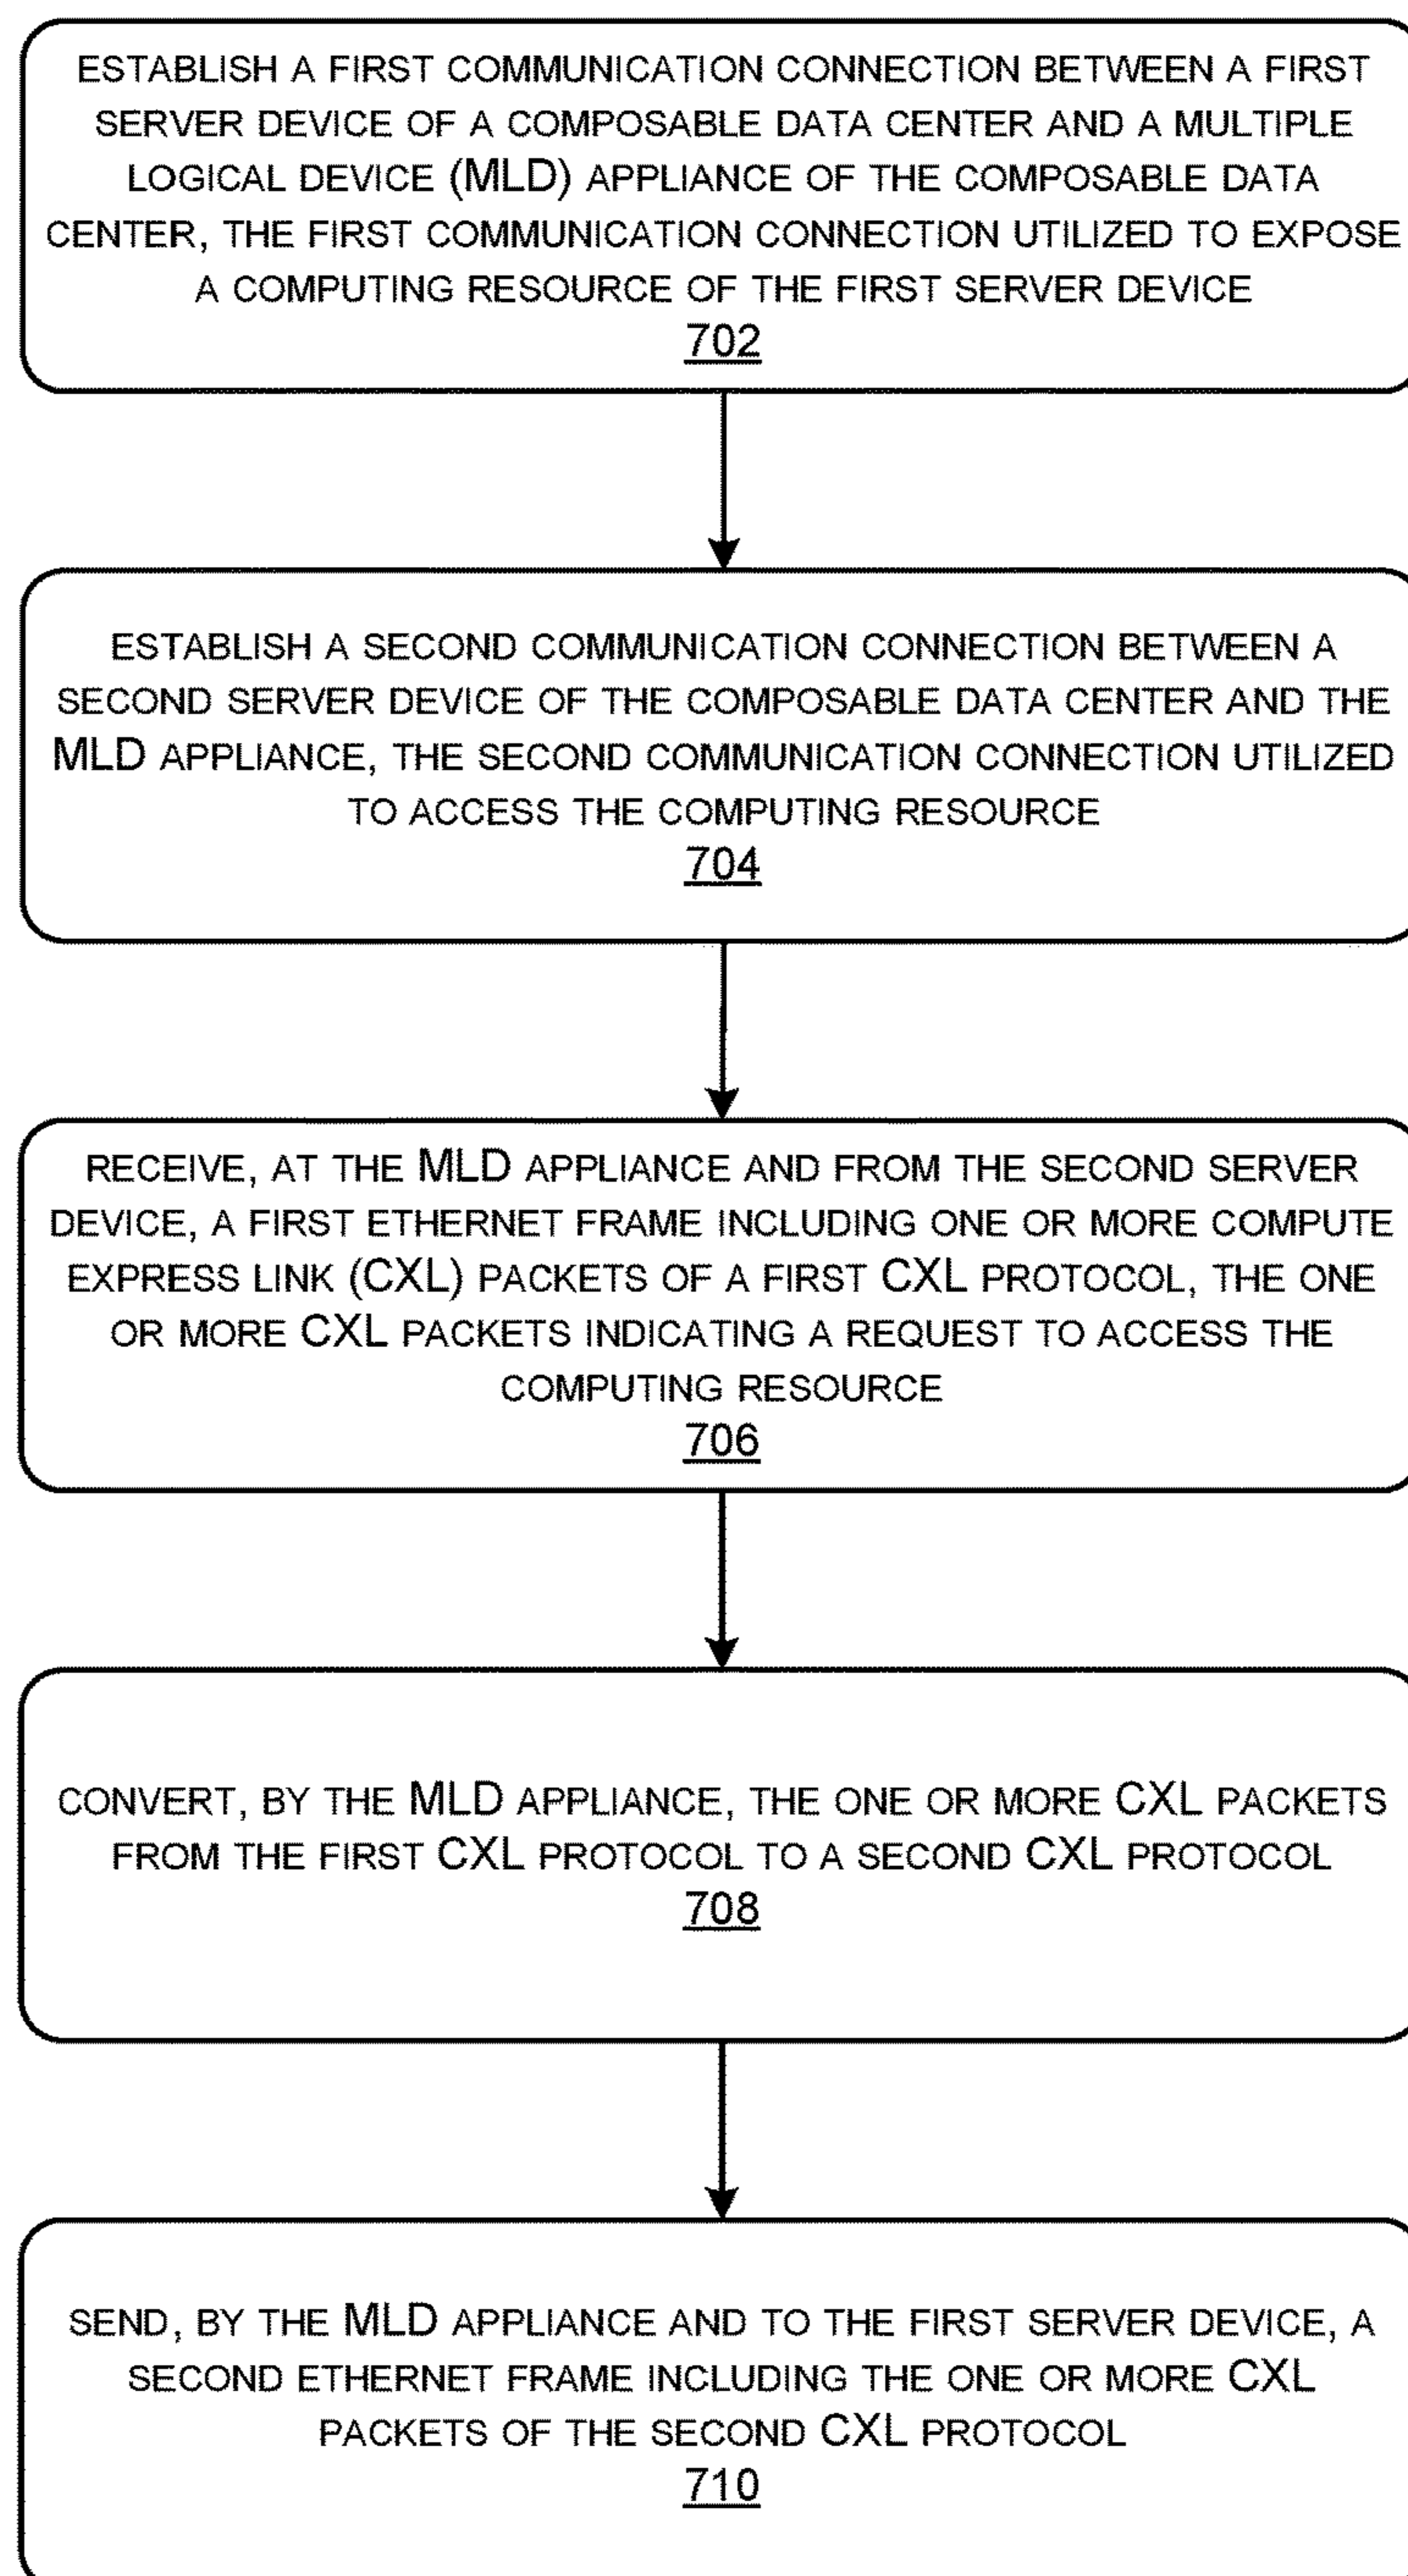 ESTABLISH A FIRST COMMUNICATION CONNECTION BETWEEN A FIRST
SERVER DEVICE OF A COMPOSABLE DATA CENTER AND A MULTIPLE
LOGICAL DEVICE (MLD) APPLIANCE OF THE COMPOSABLE DATA
CENTER, THE FIRST COMMUNICATION CONNECTION UTILIZED TO EXPOSE
A COMPUTING RESOURCE OF THE FIRST SERVER DEVICE
702
ESTABLISH A SECOND COMMUNICATION CONNECTION BETWEEN A
SECOND SERVER DEVICE OF THE COMPOSABLE DATA CENTER AND THE
MLD APPLIANCE, THE SECOND COMMUNICATION CONNECTION UTILIZED
TO ACCESS THE COMPUTING RESOURCE
704
RECEIVE, AT THE MLD APPLIANCE AND FROM THE SECOND SERVER
DEVICE, A FIRST ETHERNET FRAME INCLUDING ONE OR MORE COMPUTE
EXPRESS LINK (CXL) PACKETS OF A FIRST CXL PROTOCOL, THE ONE
OR MORE CXL PACKETS INDICATING A REQUEST TO ACCESS THE
COMPUTING RESOURCE
706
CONVERT, BY THE MLD APPLIANCE, THE ONE OR MORE CXL PACKETS
FROM THE FIRST CXL PROTOCOL TO A SECOND CXL PROTOCOL
708
SEND, BY THE MLD APPLIANCE AND TO THE FIRST SERVER DEVICE, A
SECOND ETHERNET FRAME INCLUDING THE ONE OR MORE CXL
PACKETS OF THE SECOND CXL PROTOCOL
710